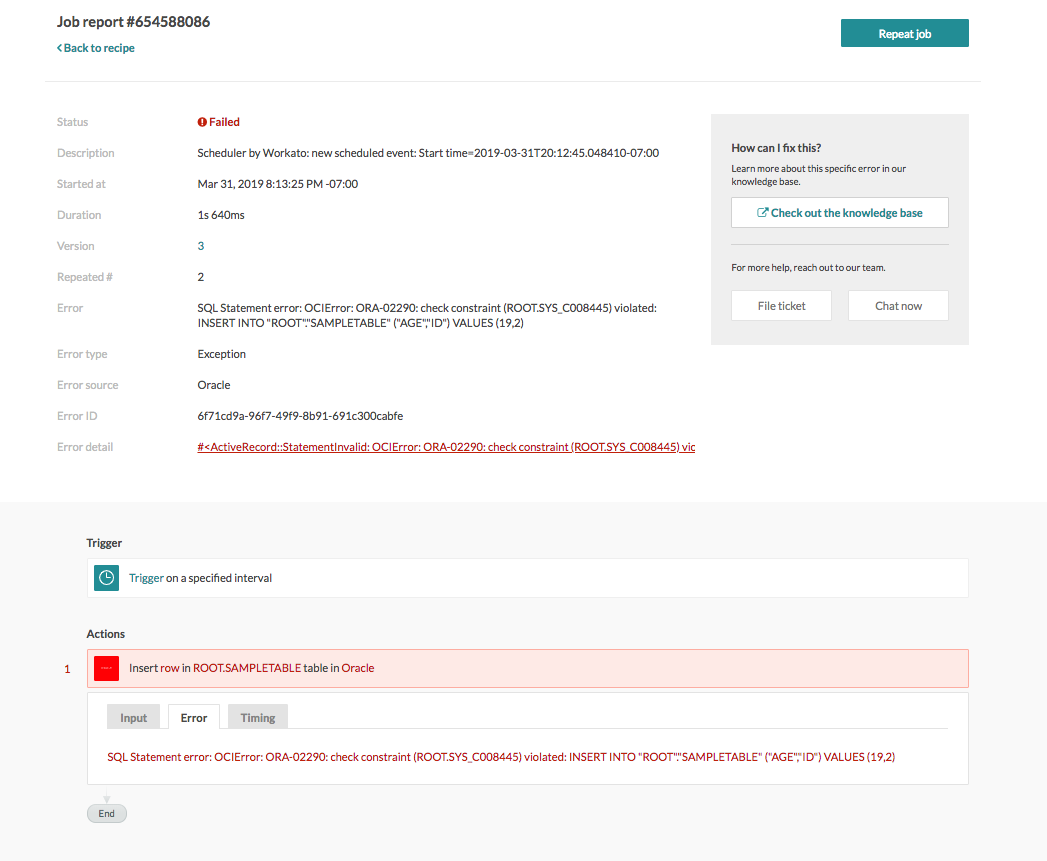 Job report #654588086
Back to recipe
Repeat job
Status
Failed
Description
Scheduler by Workato: new scheduled event: Start time=2019-03-31T20:12:45.048410-07:00
Started at
Mar 31, 2019 8:13:25 PM -07:00
Duration
1s 640ms
Version
3
Repeated #
2
Error
SQL Statement error: OCIError: ORA-02290: check constraint (ROOT.SYS_C008445) violated:
INSERT INTO "ROOT"."SAMPLETABLE" ("AGE","ID") VALUES (19,2)
Error type
Exception
Error source
Oracle
Error ID
6f71cd9a-96f7-49f9-8b91-691c300cabfe
Error detail
#<ActiveRecord::StatementInvalid: OCIError: ORA-02290: check constraint (ROOT.SYS_C008445) vic
How can I fix this?
Learn more about this specific error in our
knowledge base.
Check out the knowledge base
For more help, reach out to our team.
File ticket
Chat now
Trigger
Trigger on a specified interval
Actions
1
Insert row in ROOT.SAMPLETABLE table in Oracle
Input
Error
Timing
SQL Statement error: OCIError: ORA-02290: check constraint (ROOT.SYS_C008445) violated: INSERT INTO "ROOT"."SAMPLETABLE" ("AGE","ID") VALUES (19,2)
End